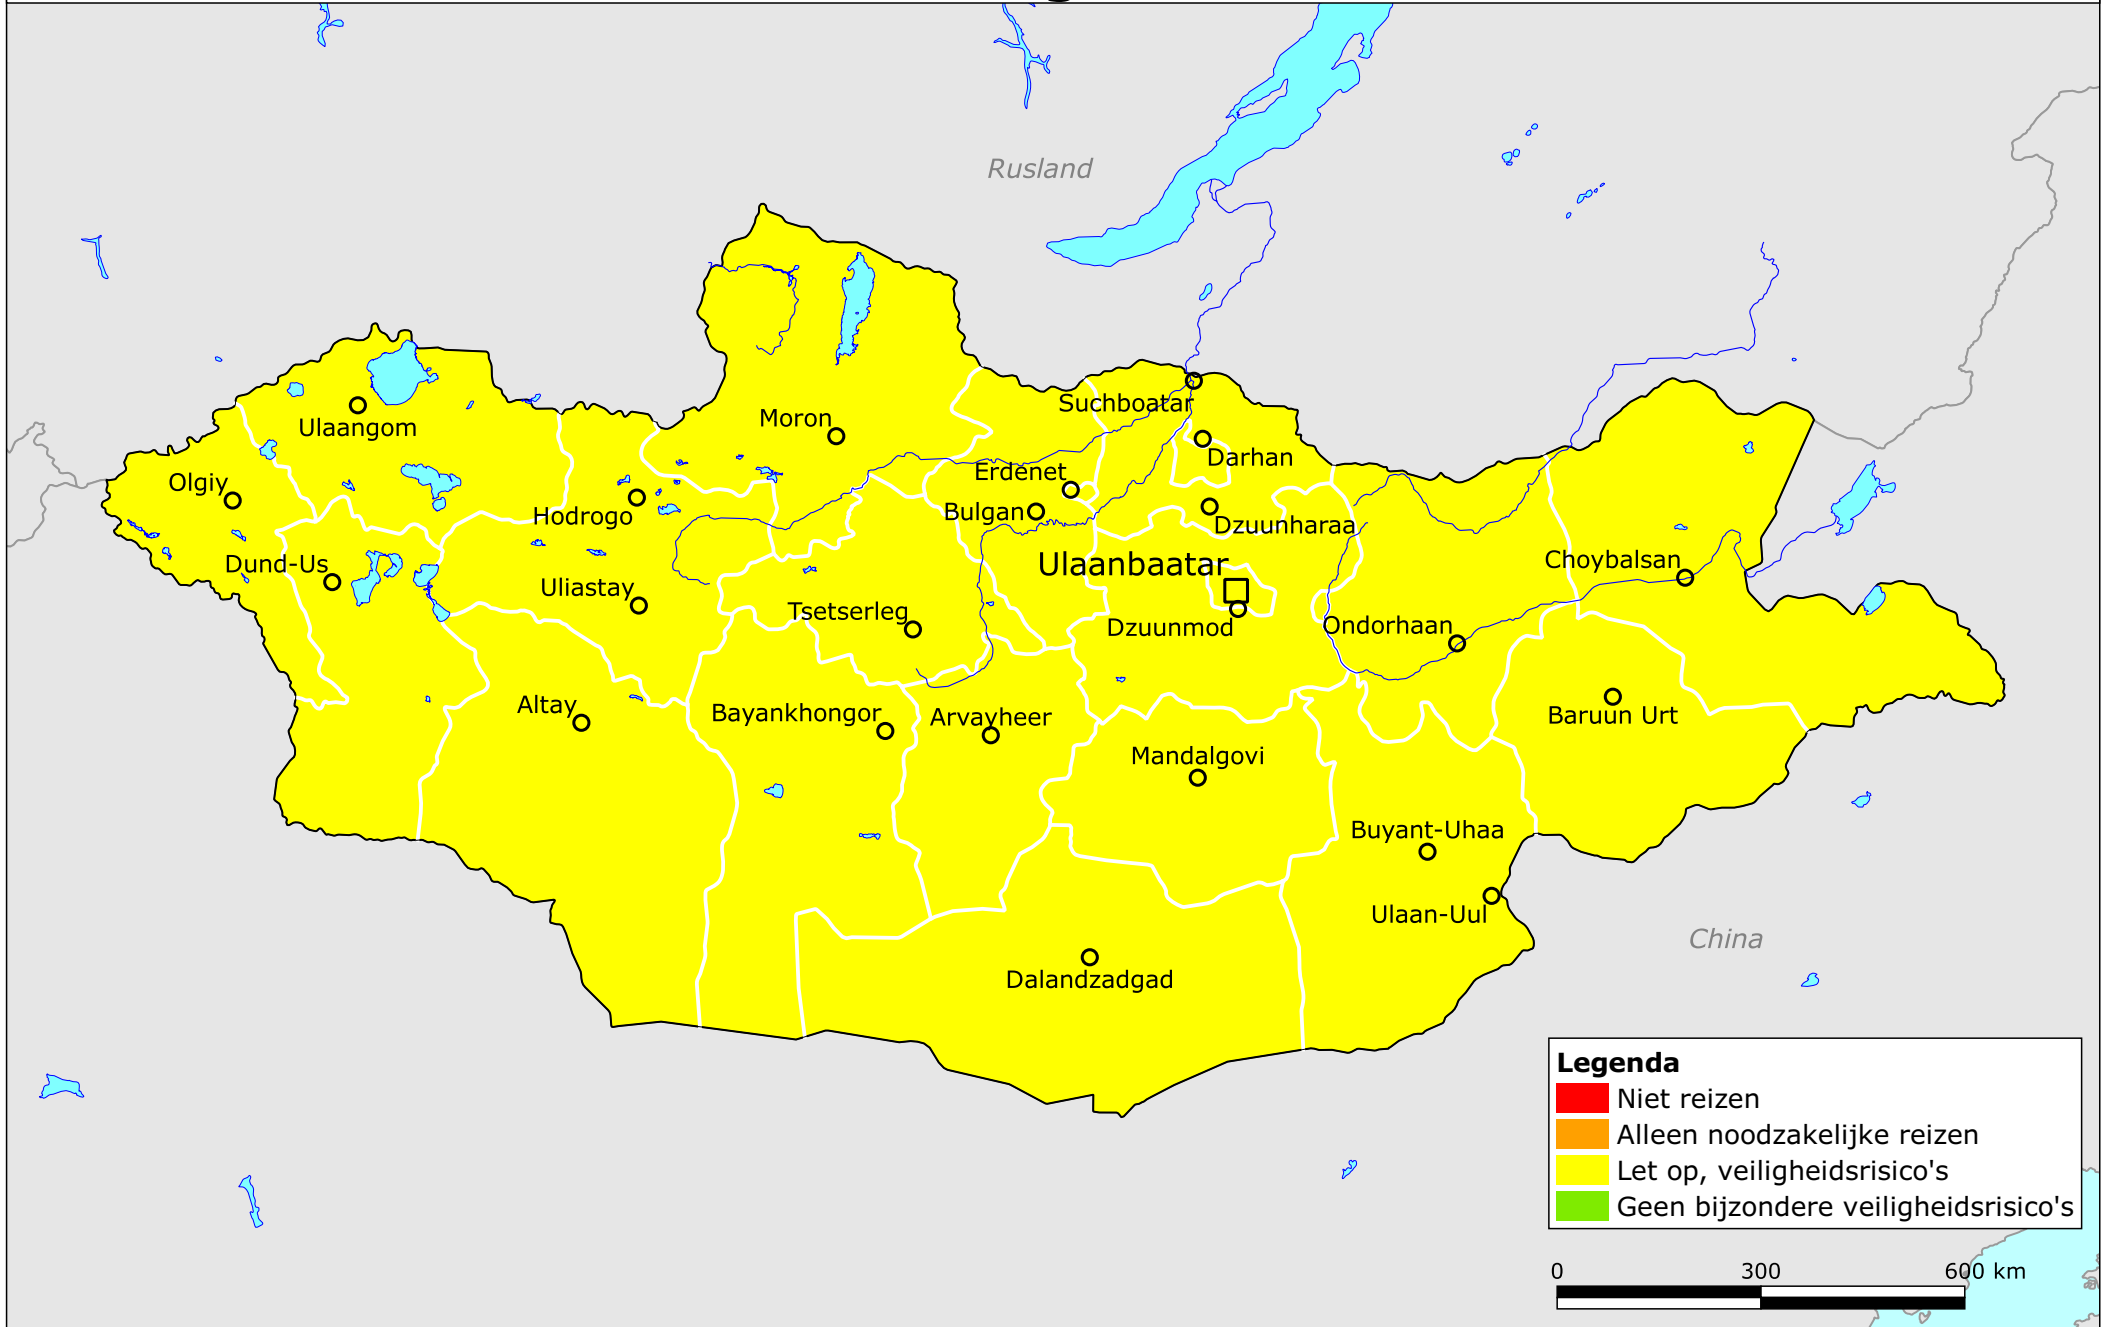 Rusland
Suchboatar
Moron
Ulaangom
Darhan
Erdenet
Olgiy
Bulgan
Hodrogo
Dzuunharaa
Choybalsan
Ulaanbaatar
Dund-Us
Uliastay
Tsetserleg
Dzuunmod
Ondorhaan
Altay
Bayankhongor
Arvayheer
Baruun Urt
Mandalgovi
Buyant-Uhaa
Ulaan-Uul
China
Dalandzadgad
Legenda
Niet reizen
Alleen noodzakelijke reizen
Let op, veiligheidsrisico's
Geen bijzondere veiligheidsrisico's
0 300 600 km